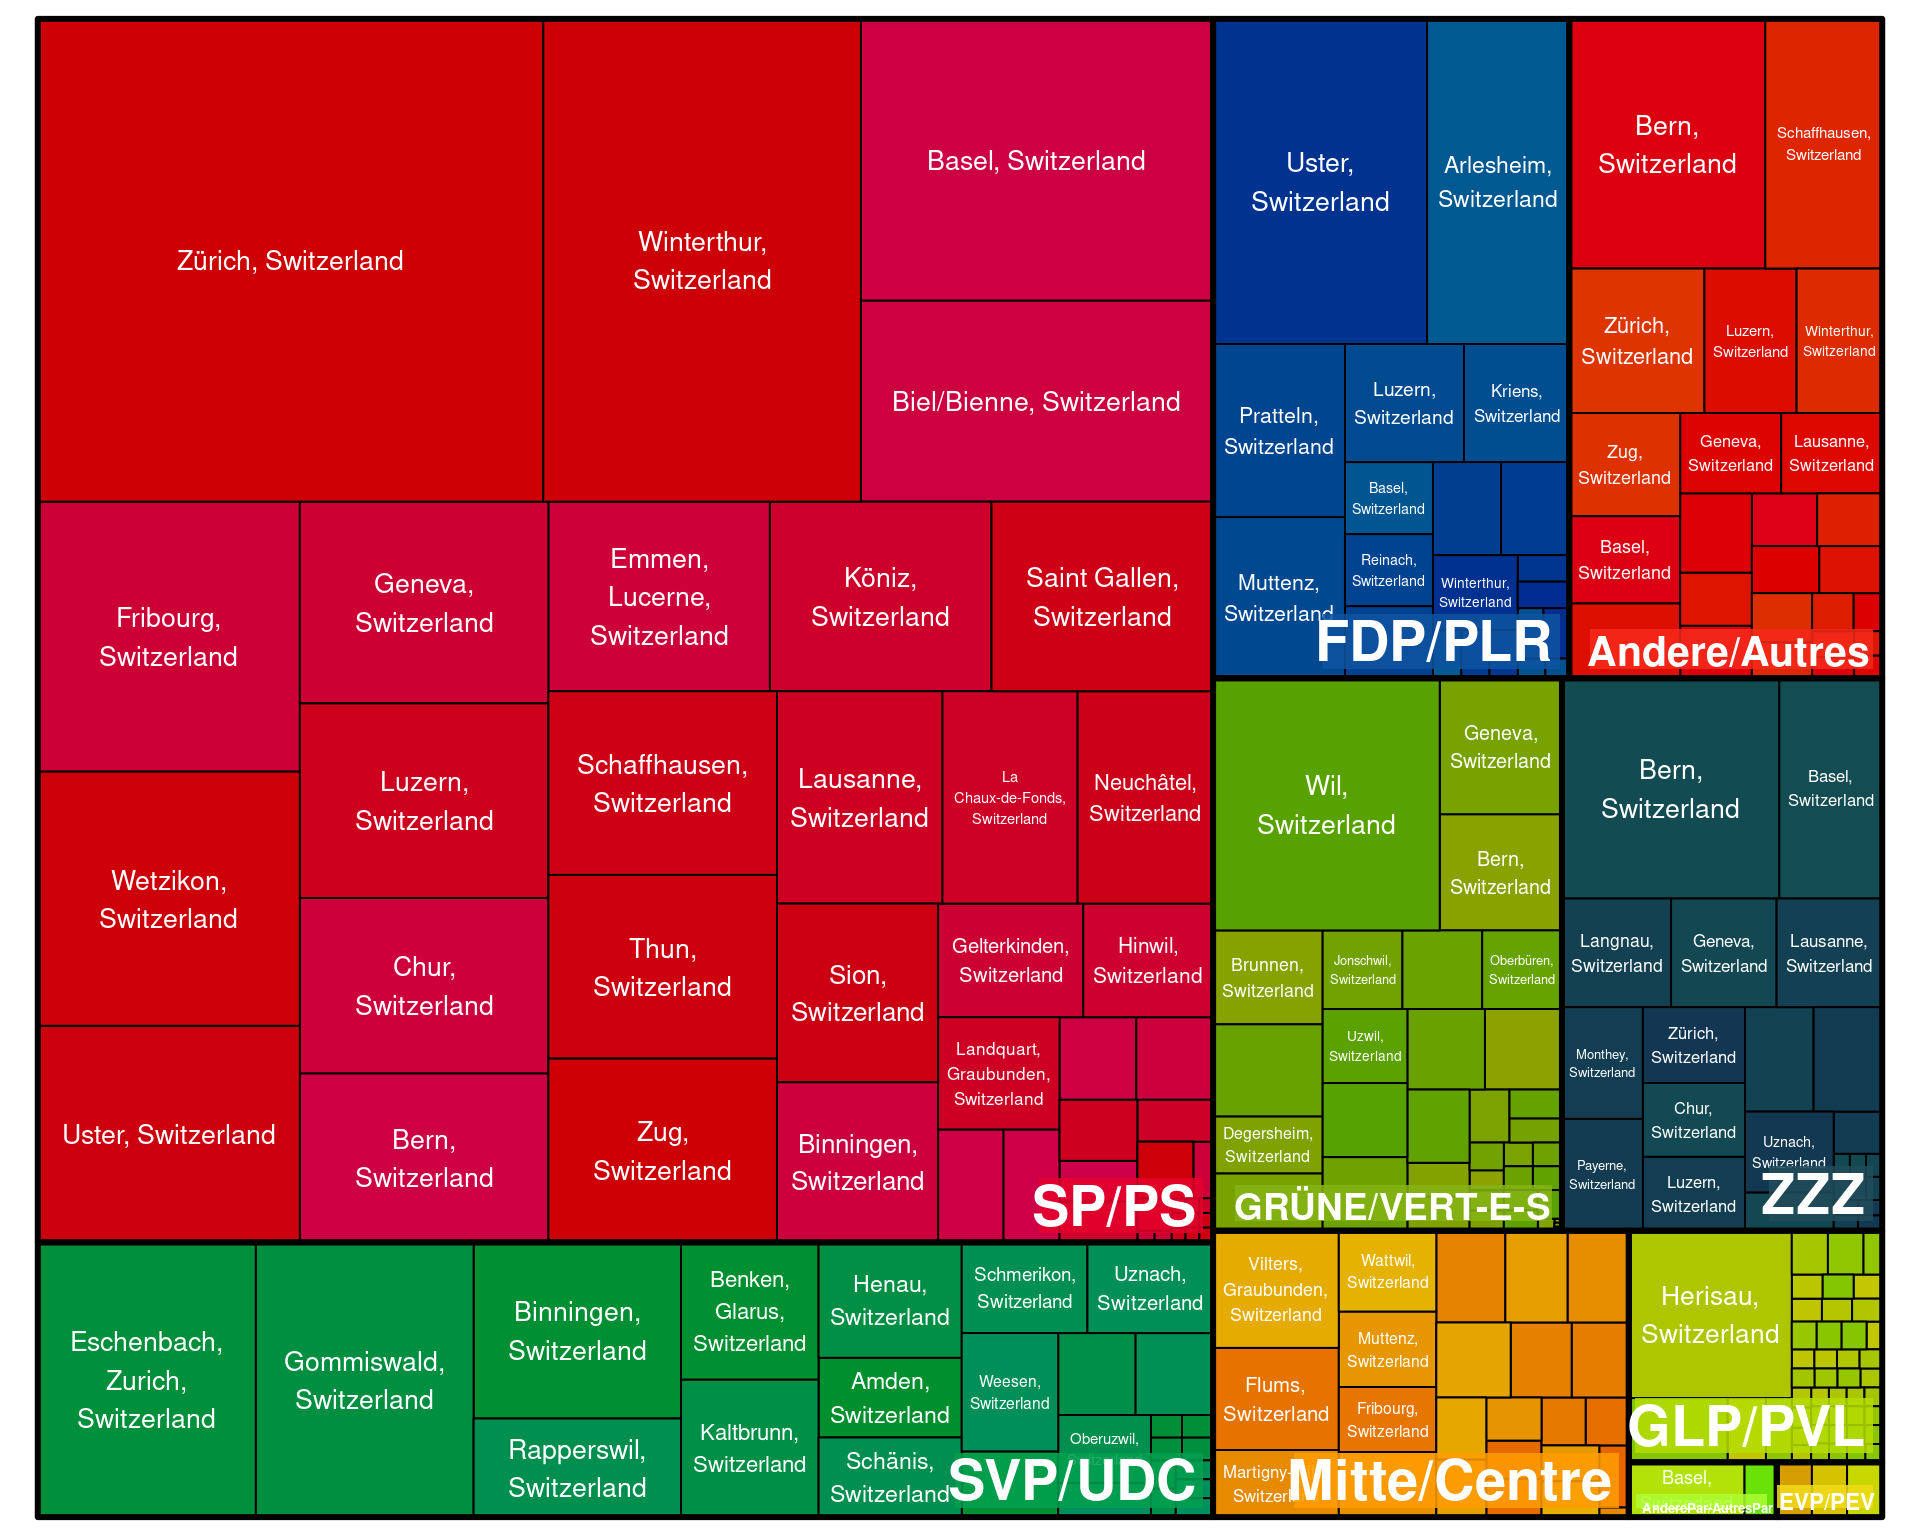 Zürich, Switzerland
Winterthur,
Switzerland
Basel, Switzerland
Biel/Bienne, Switzerland
Fribourg,
Switzerland
Wetzikon,
Switzerland
Uster, Switzerland
Geneva,
Switzerland
Luzern,
Switzerland
Chur,
Switzerland
Bern,
Switzerland
Emmen,
Lucerne,
Switzerland
Köniz,
Switzerland
Saint Gallen,
Switzerland
Schaffhausen,
Switzerland
Thun,
Switzerland
Zug,
Switzerland
Lausanne,
Switzerland
La
Chaux-de-Fonds,
Switzerland
Neuchâtel,
Switzerland
Sion,
Switzerland
Binningen,
Switzerland
Gelterkinden,
Switzerland
Hinwil,
Switzerland
Landquart,
Graubunden,
Switzerland
SP/PS
Eschenbach,
Zurich,
Switzerland
Gommiswald,
Switzerland
Binningen,
Switzerland
Rapperswil,
Switzerland
Benken,
Glarus,
Switzerland
Kaltbrunn,
Switzerland
Henau,
Switzerland
Amden,
Switzerland
Schänis,
Switzerland
Schmerikon,
Switzerland
Uznach,
Switzerland
Weesen,
Switzerland
Oberuzwil,
SVP/UDC
Uster,
Switzerland
Arlesheim,
Switzerland
Pratteln,
Switzerland
Muttenz,
Switzerland
Luzern,
Switzerland
Kriens,
Switzerland
Basel,
Switzerland
Reinach,
Switzerland
Winterthur,
Switzerland
FDP/PLR
Bern,
Switzerland
Schaffhausen,
Switzerland
Zürich,
Switzerland
Luzern,
Switzerland
Winterthur,
Switzerland
Zug,
Switzerland
Geneva,
Switzerland
Lausanne,
Switzerland
Basel,
Switzerland
Andere/Autres
Wil,
Switzerland
Geneva,
Switzerland
Bern,
Switzerland
Brunnen,
Switzerland
Jonschwil,
Switzerland
Oberbüren,
Switzerland
Uzwil,
Switzerland
Degersheim,
Switzerland
GRÜNE/VERT-E-S
Bern,
Switzerland
Basel,
Switzerland
Langnau,
Switzerland
Geneva,
Switzerland
Lausanne,
Switzerland
Monthey,
Switzerland
Payerne,
Switzerland
Zürich,
Switzerland
Chur,
Switzerland
Luzern,
Switzerland
Uznach,
Switzerland
ZZZ
Vilters,
Graubunden,
Switzerland
Flums,
Switzerland
Wattwil,
Switzerland
Muttenz,
Switzerland
Fribourg,
Switzerland
Mitte/Centre
Herisau,
Switzerland
GLP/PVL
Basel,
AnderePar/AutresPar
EVP/PEV